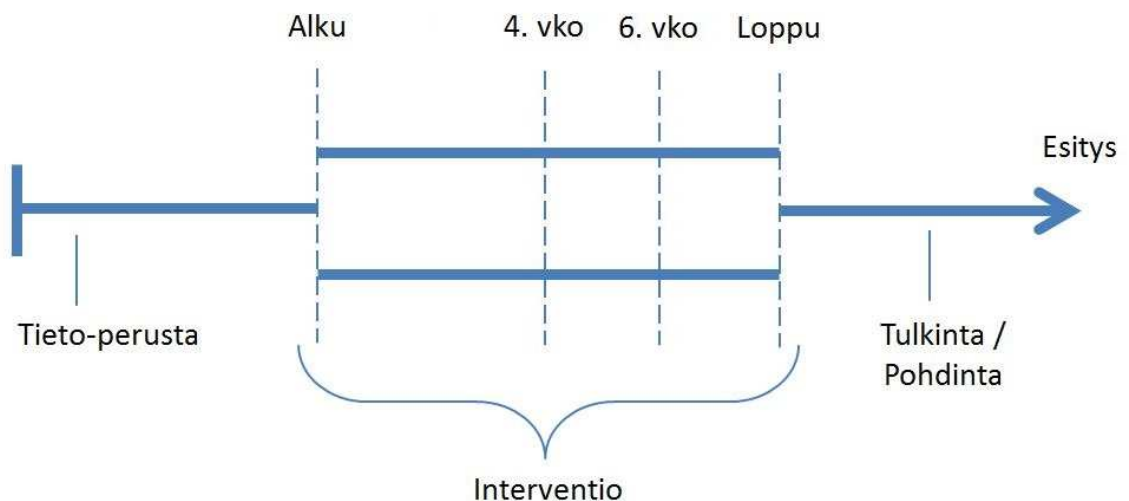 Alku
4. vko
6. vko
Loppu
Esitys
Tieto-perusta
Tulkinta /
Pohdinta
Interventio